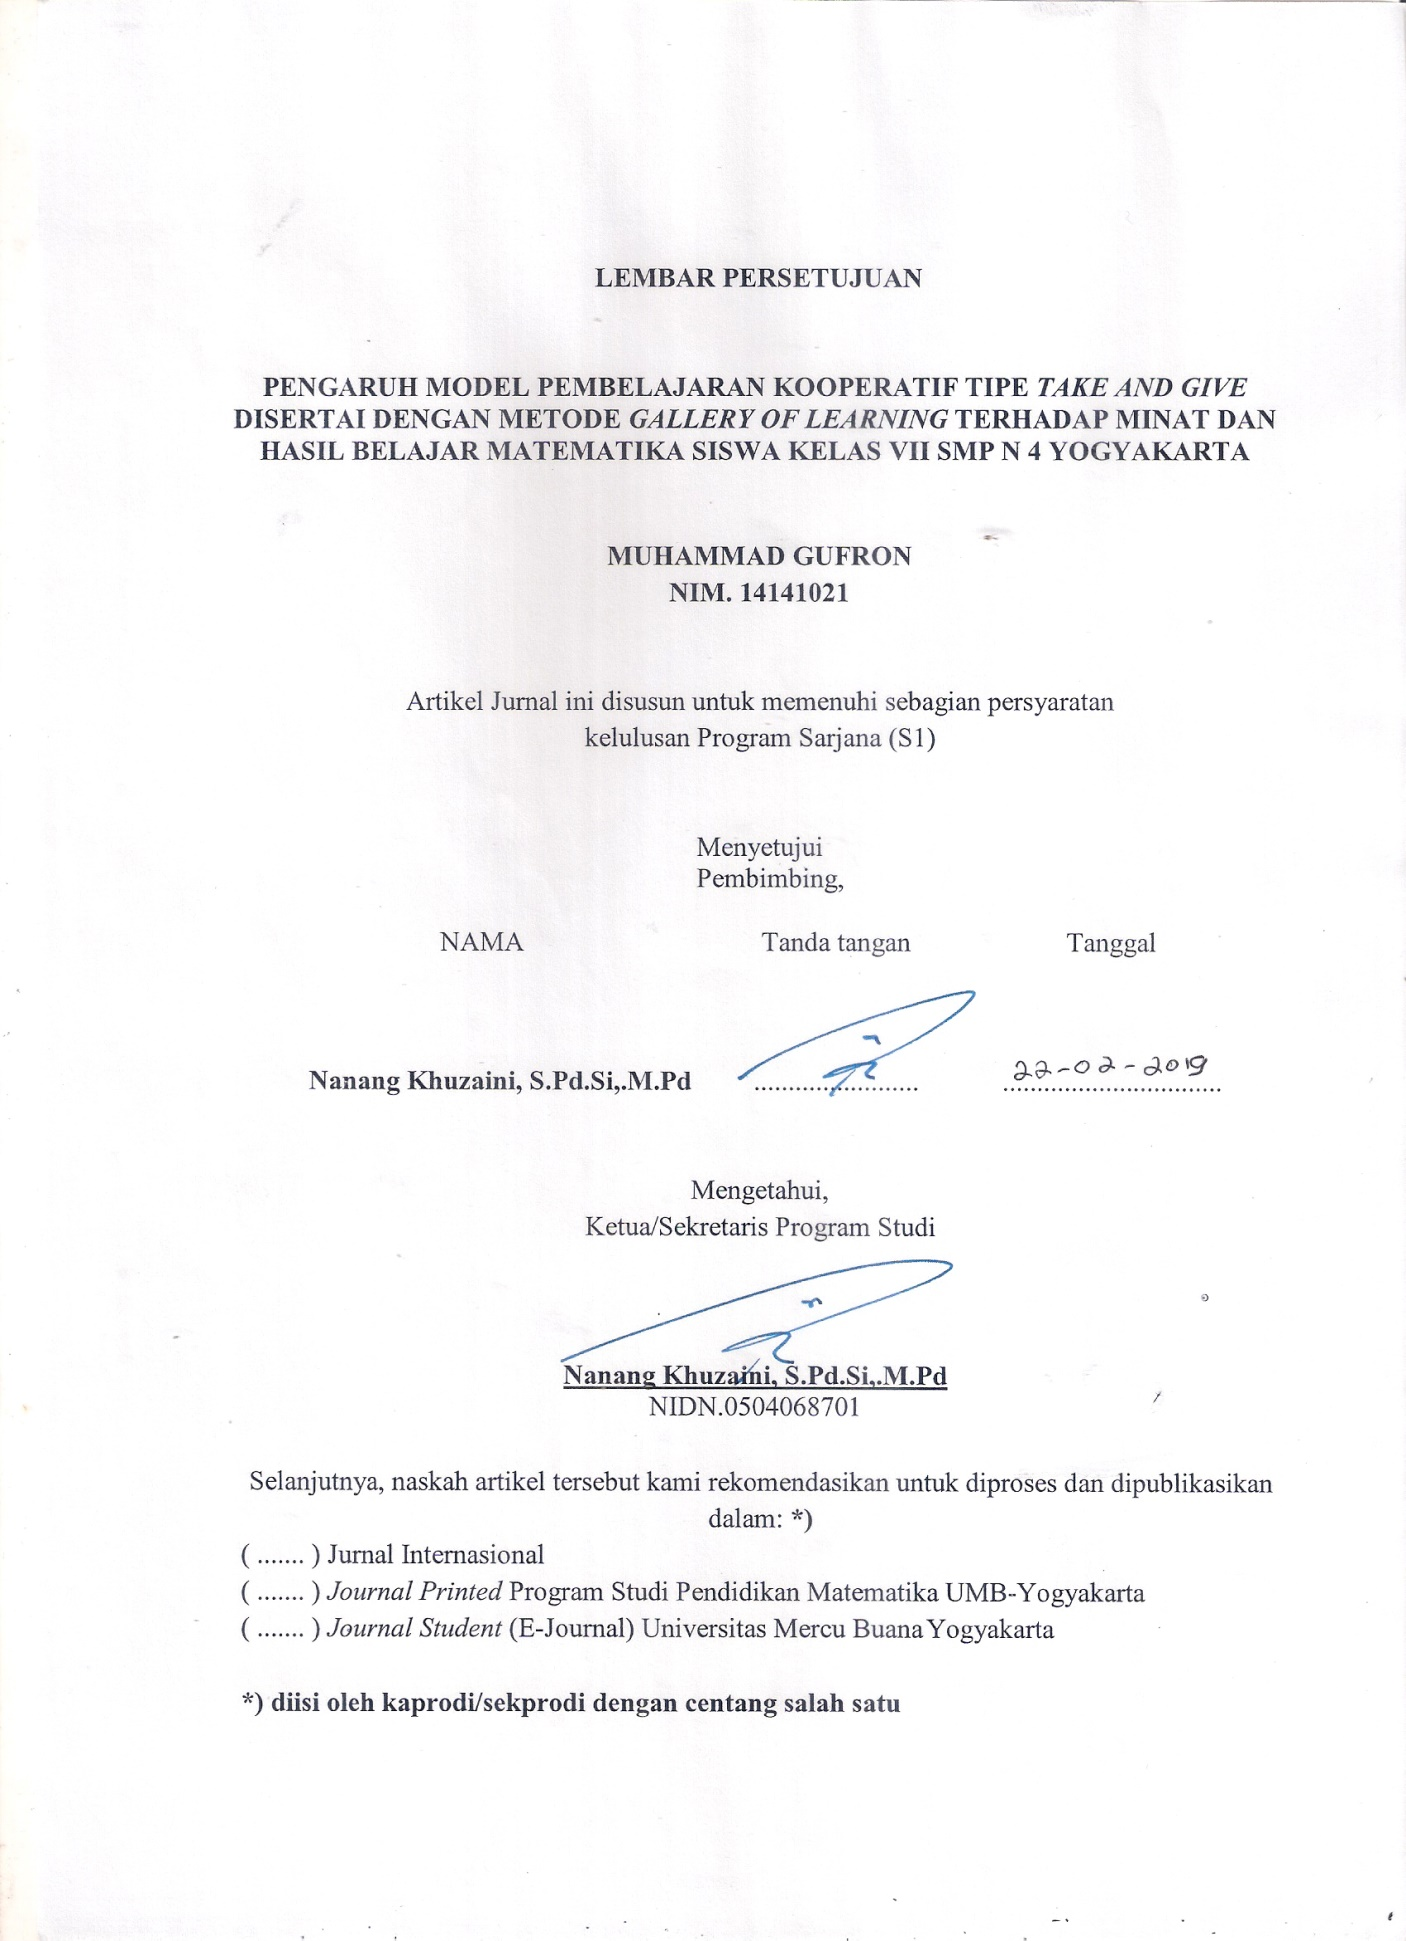 LEMBAR PERSETUJUAN
PENGARUH MODEL PEMBELAJARAN KOOPERATIF TIPE TAKE AND GIVE
DISERTAI DENGAN METODE GALLERY OF LEARNING TERHADAP MINAT DAN
HASIL BELAJAR MATEMATIKA SISWA KELAS VII SMP N 4 YOGYAKARTA
MUHAMMAD GUFRON
NIM. 14141021
Artikel Jurnal ini disusun untuk memenuhi sebagian persyaratan
kelulusan Program Sarjana (S1)
Menyetujui
Pembimbing,
NAMA Tanda tangan Tanggal
Nanang Khuzaini, S.Pd.Si,.M.Pd ........................ 22-02-2019
Mengetahui,
Ketua/Sekretaris Program Studi
Nanang Khuzaini, S.Pd.Si,.M.Pd
NIDN.0504068701
Selanjutnya, naskah artikel tersebut kami rekomendasikan untuk diproses dan dipublikasikan
dalam: *)
( ....... ) Jurnal Internasional
( ....... ) Journal Printed Program Studi Pendidikan Matematika UMB-Yogyakarta
( ....... ) Journal Student (E-Journal) Universitas Mercu Buana Yogyakarta
*) diisi oleh kaprodi/sekprodi dengan centang salah satu